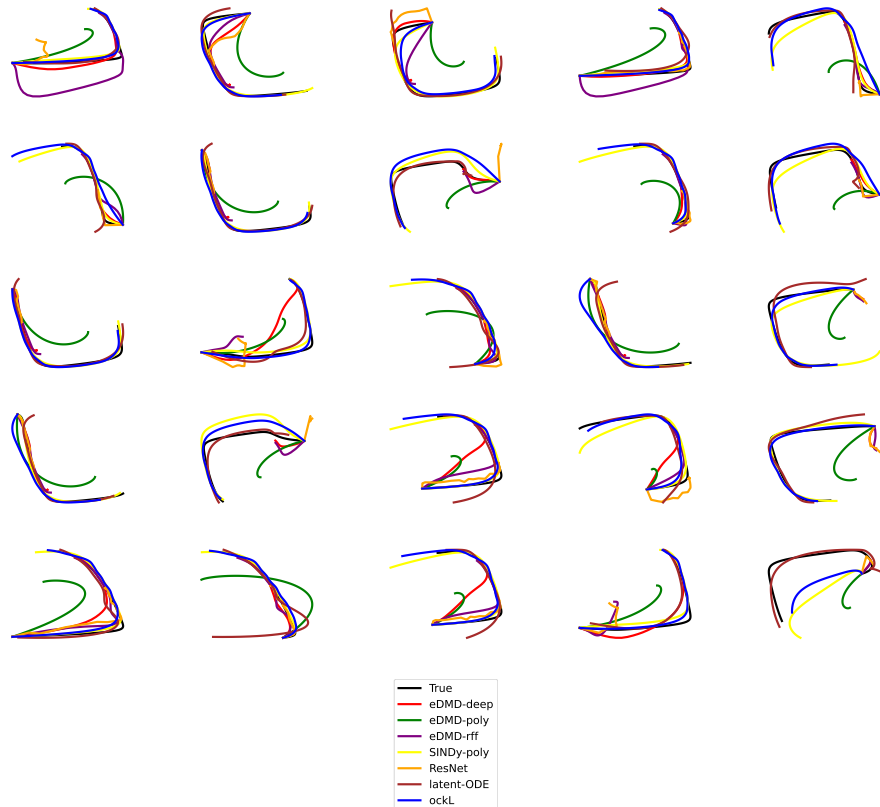 True
eDMD-deep
eDMD-poly
eDMD-rff
SINDy-poly
ResNet
latent-ODE
ockL